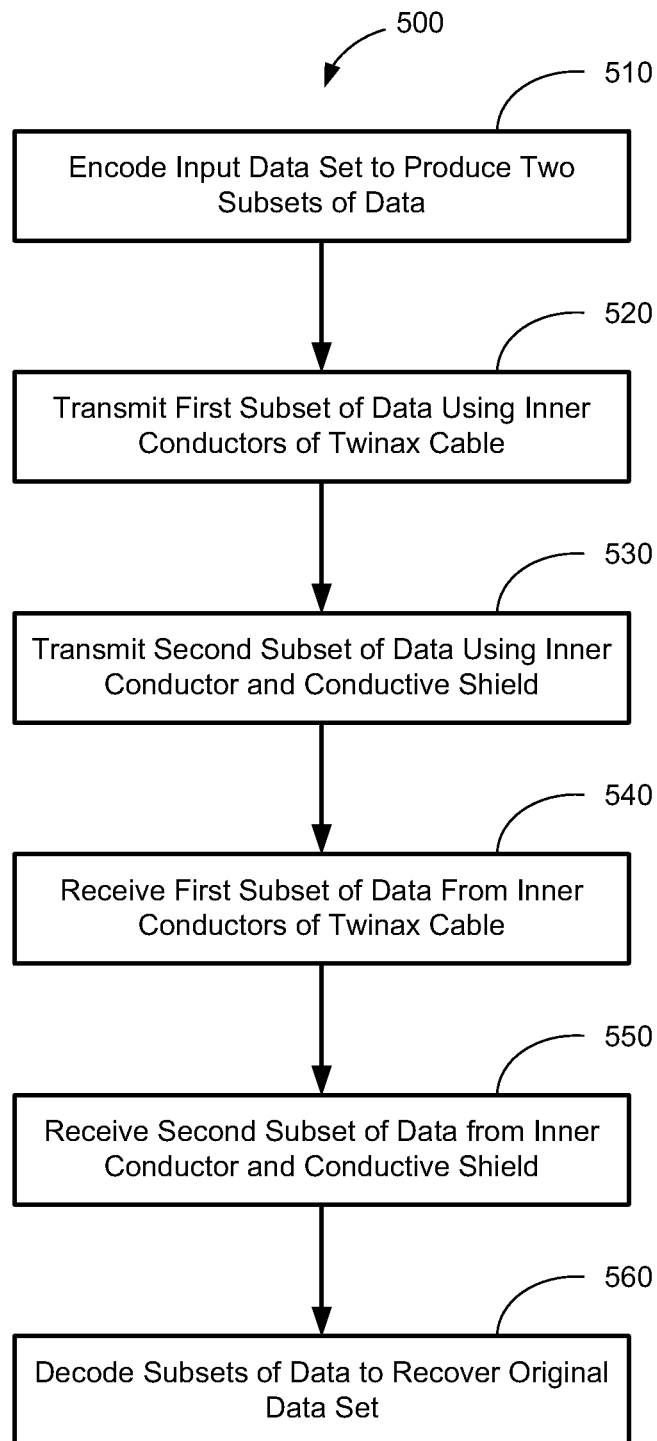 500
510
Encode Input Data Set to Produce Two
Subsets of Data
520
Transmit First Subset of Data Using Inner
Conductors of Twinax Cable
530
Transmit Second Subset of Data Using Inner
Conductor and Conductive Shield
540
Receive First Subset of Data From Inner
Conductors of Twinax Cable
550
Receive Second Subset of Data from Inner
Conductor and Conductive Shield
560
Decode Subsets of Data to Recover Original
Data Set